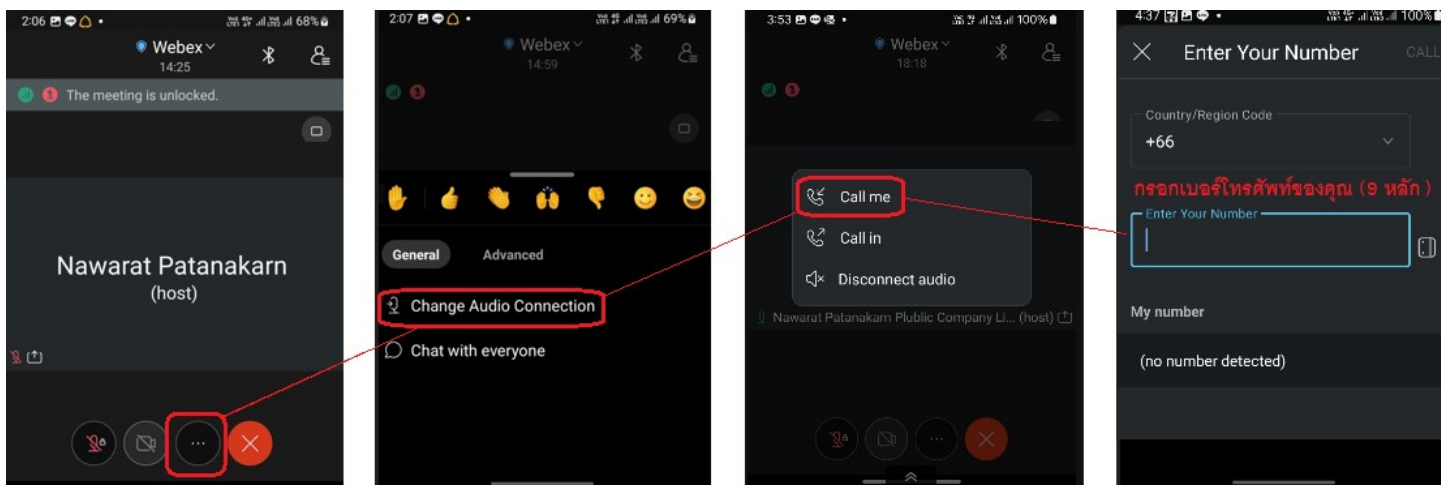 2:06
68%
Webex
14:25
The meeting is unlocked.
Nawarat Patanakarn
(host)
2:07
69%
Webex
14:59
General Advanced
Change Audio Connection
Chat with everyone
3:53
100%
Webex
18:18
Call me
Call in
Disconnect audio
Nawarat Patanakarn Plublic Company Li... (host)
4:37
100%
Enter Your Number CALL
Country/Region Code
+66
กรอกเบอร์โทรศัพท์ของคุณ (9 หลัก )
Enter Your Number
My number
(no number detected)